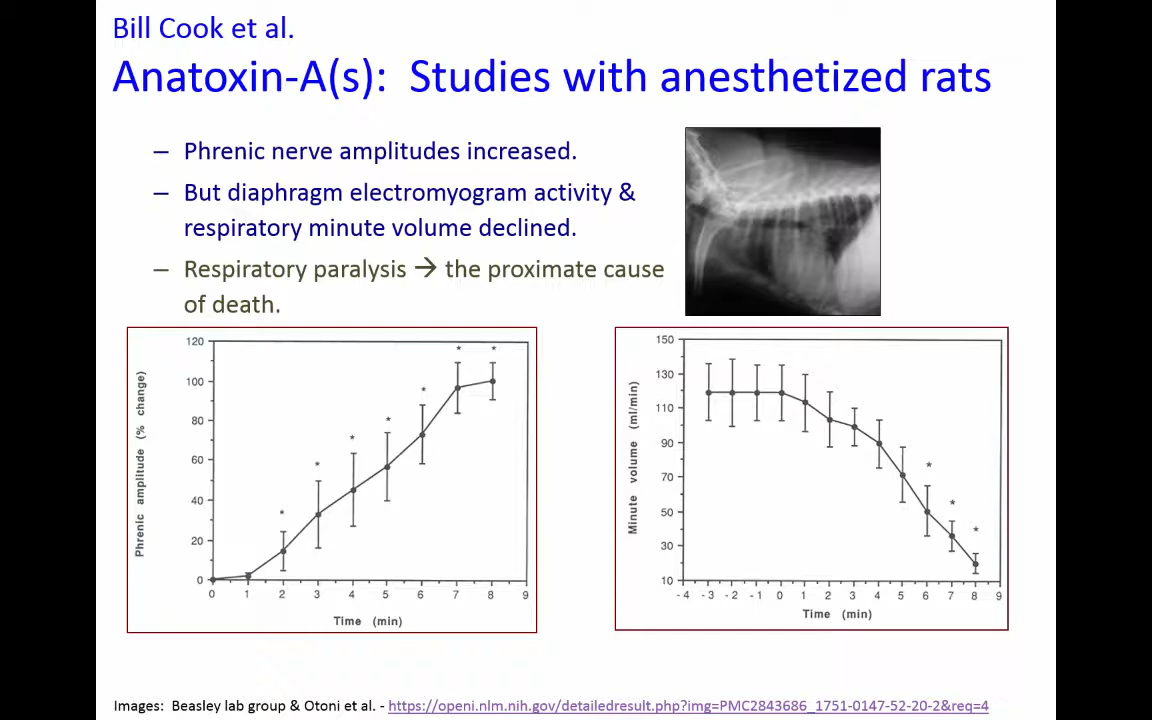 Bill Cook et al.
Anatoxin-A(s):  Studies with anesthetized rats
– Phrenic nerve amplitudes increased.
– But diaphragm electromyogram activity &
respiratory minute volume declined.
– Respiratory paralysis → the proximate cause
of death.
Phrenic amplitude (% change)
120
100
80
60
40
20
0
* * * * * * *
0 1 2 3 4 5 6 7 8 9
Time (min)
Minute volume (ml/min)
150
130
110
90
70
50
30
10
* * *
-4 -3 -2 -1 0 1 2 3 4 5 6 7 8 9
Time (min)
Images:  Beasley lab group & Otoni et al. - https://openi.nlm.nih.gov/detailedresult.php?img=PMC2843686_1751-0147-52-20-2&req=4